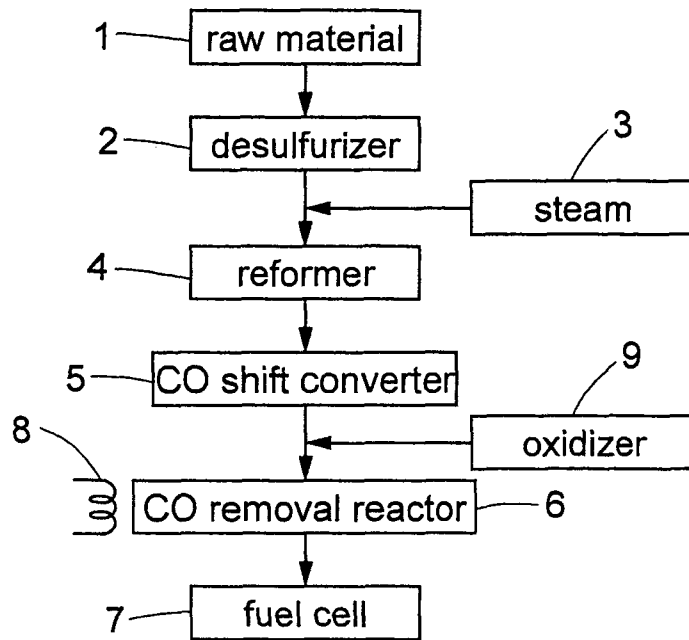 1 raw material
2 desulfurizer
3
steam
4 reformer
5 CO shift converter
9
oxidizer
8
CO removal reactor 6
7 fuel cell